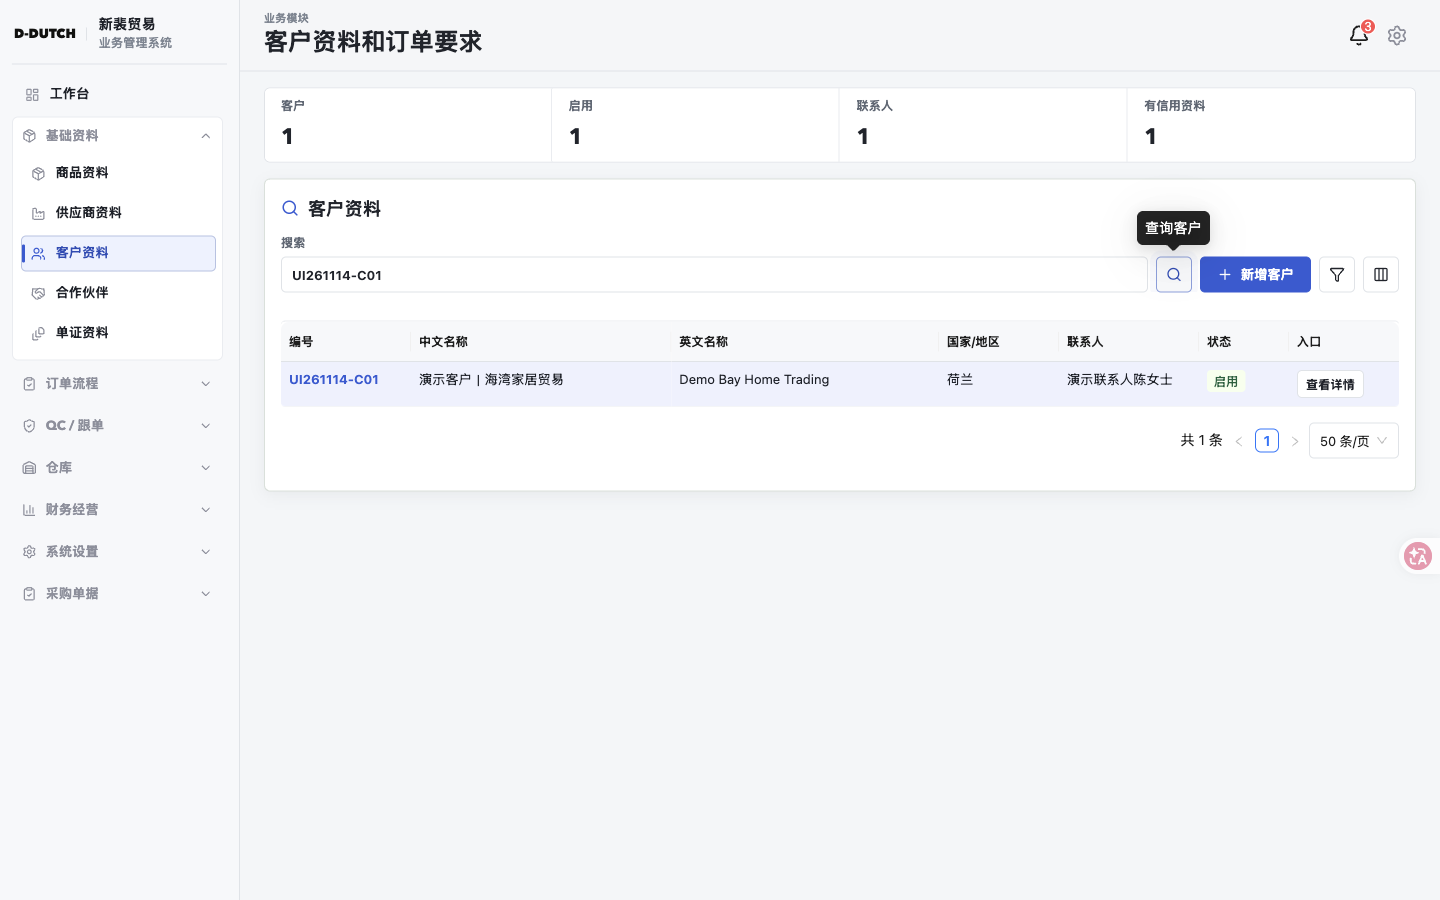 D-DUTCH
新装贸易
业务管理系统
工作台
基础资料
商品资料
供应商资料
客户资料
合作伙伴
单证资料
订单流程
QC / 跟单
仓库
财务经营
系统设置
采购单据
业务模块
客户资料和订单要求
3
客户
1
启用
1
联系人
1
有信用资料
1
客户资料
搜索
查询客户
UI261114-C01
新增客户
编号 中文名称 英文名称 国家/地区 联系人 状态 入口
UI261114-C01 演示客户 | 海湾家居贸易 Demo Bay Home Trading 荷兰 演示联系人陈女士 启用 查看详情
共 1 条 1 50 条/页